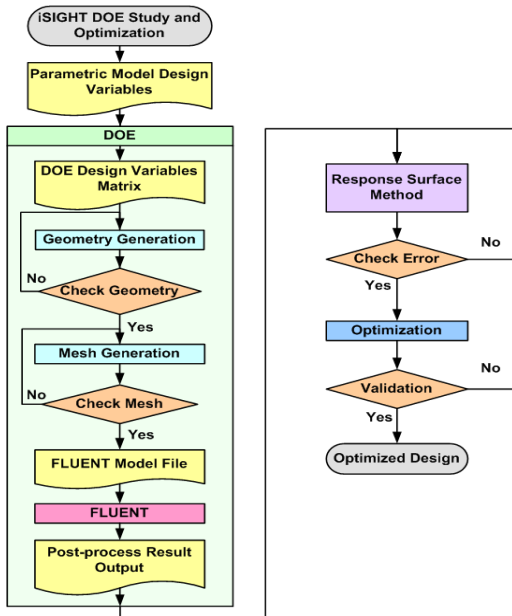 iSIGHT DOE Study and
Optimization
Parametric Model Design
Variables
DOE
DOE Design Variables
Matrix
Geometry Generation
No
Check Geometry
Yes
Mesh Generation
No
Check Mesh
Yes
FLUENT Model File
FLUENT
Post-process Result
Output
Response Surface
Method
No
Check Error
Yes
Optimization
No
Validation
Yes
Optimized Design